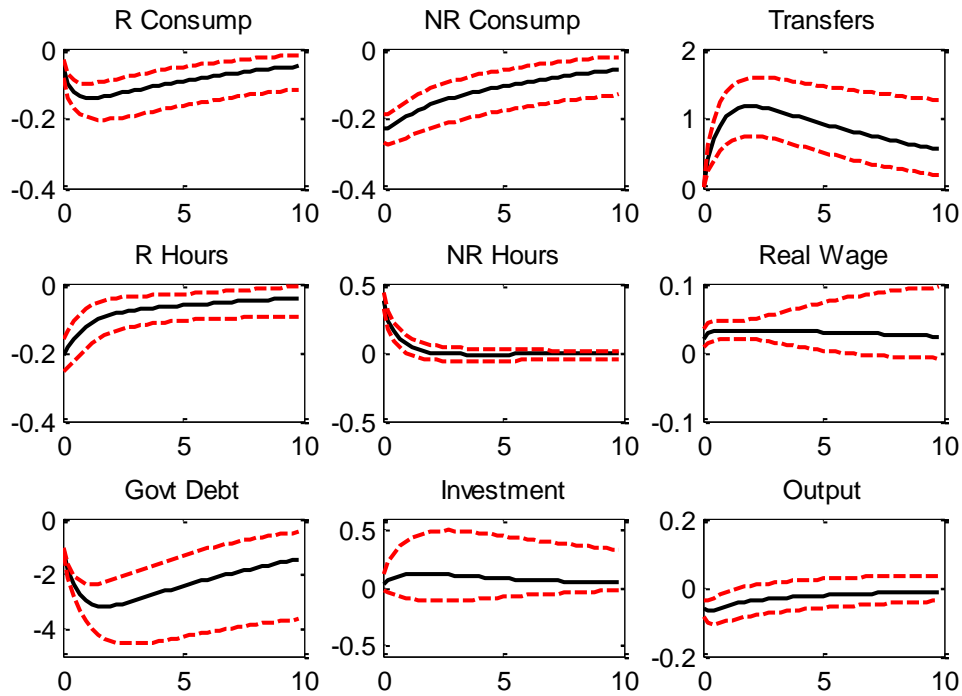 R Consump NR Consump Transfers
0 0 2
-0.2 -0.2 1
-0.4 -0.4 0
0 5 10 0 5 10 0 5 10
R Hours NR Hours Real Wage
0 0.5 0.1
-0.2 0 0
-0.4 -0.5 -0.1
0 5 10 0 5 10 0 5 10
Govt Debt Investment Output
0 0.5 0.2
-2 0 0
-4 -0.5 -0.2
0 5 10 0 5 10 0 5 10